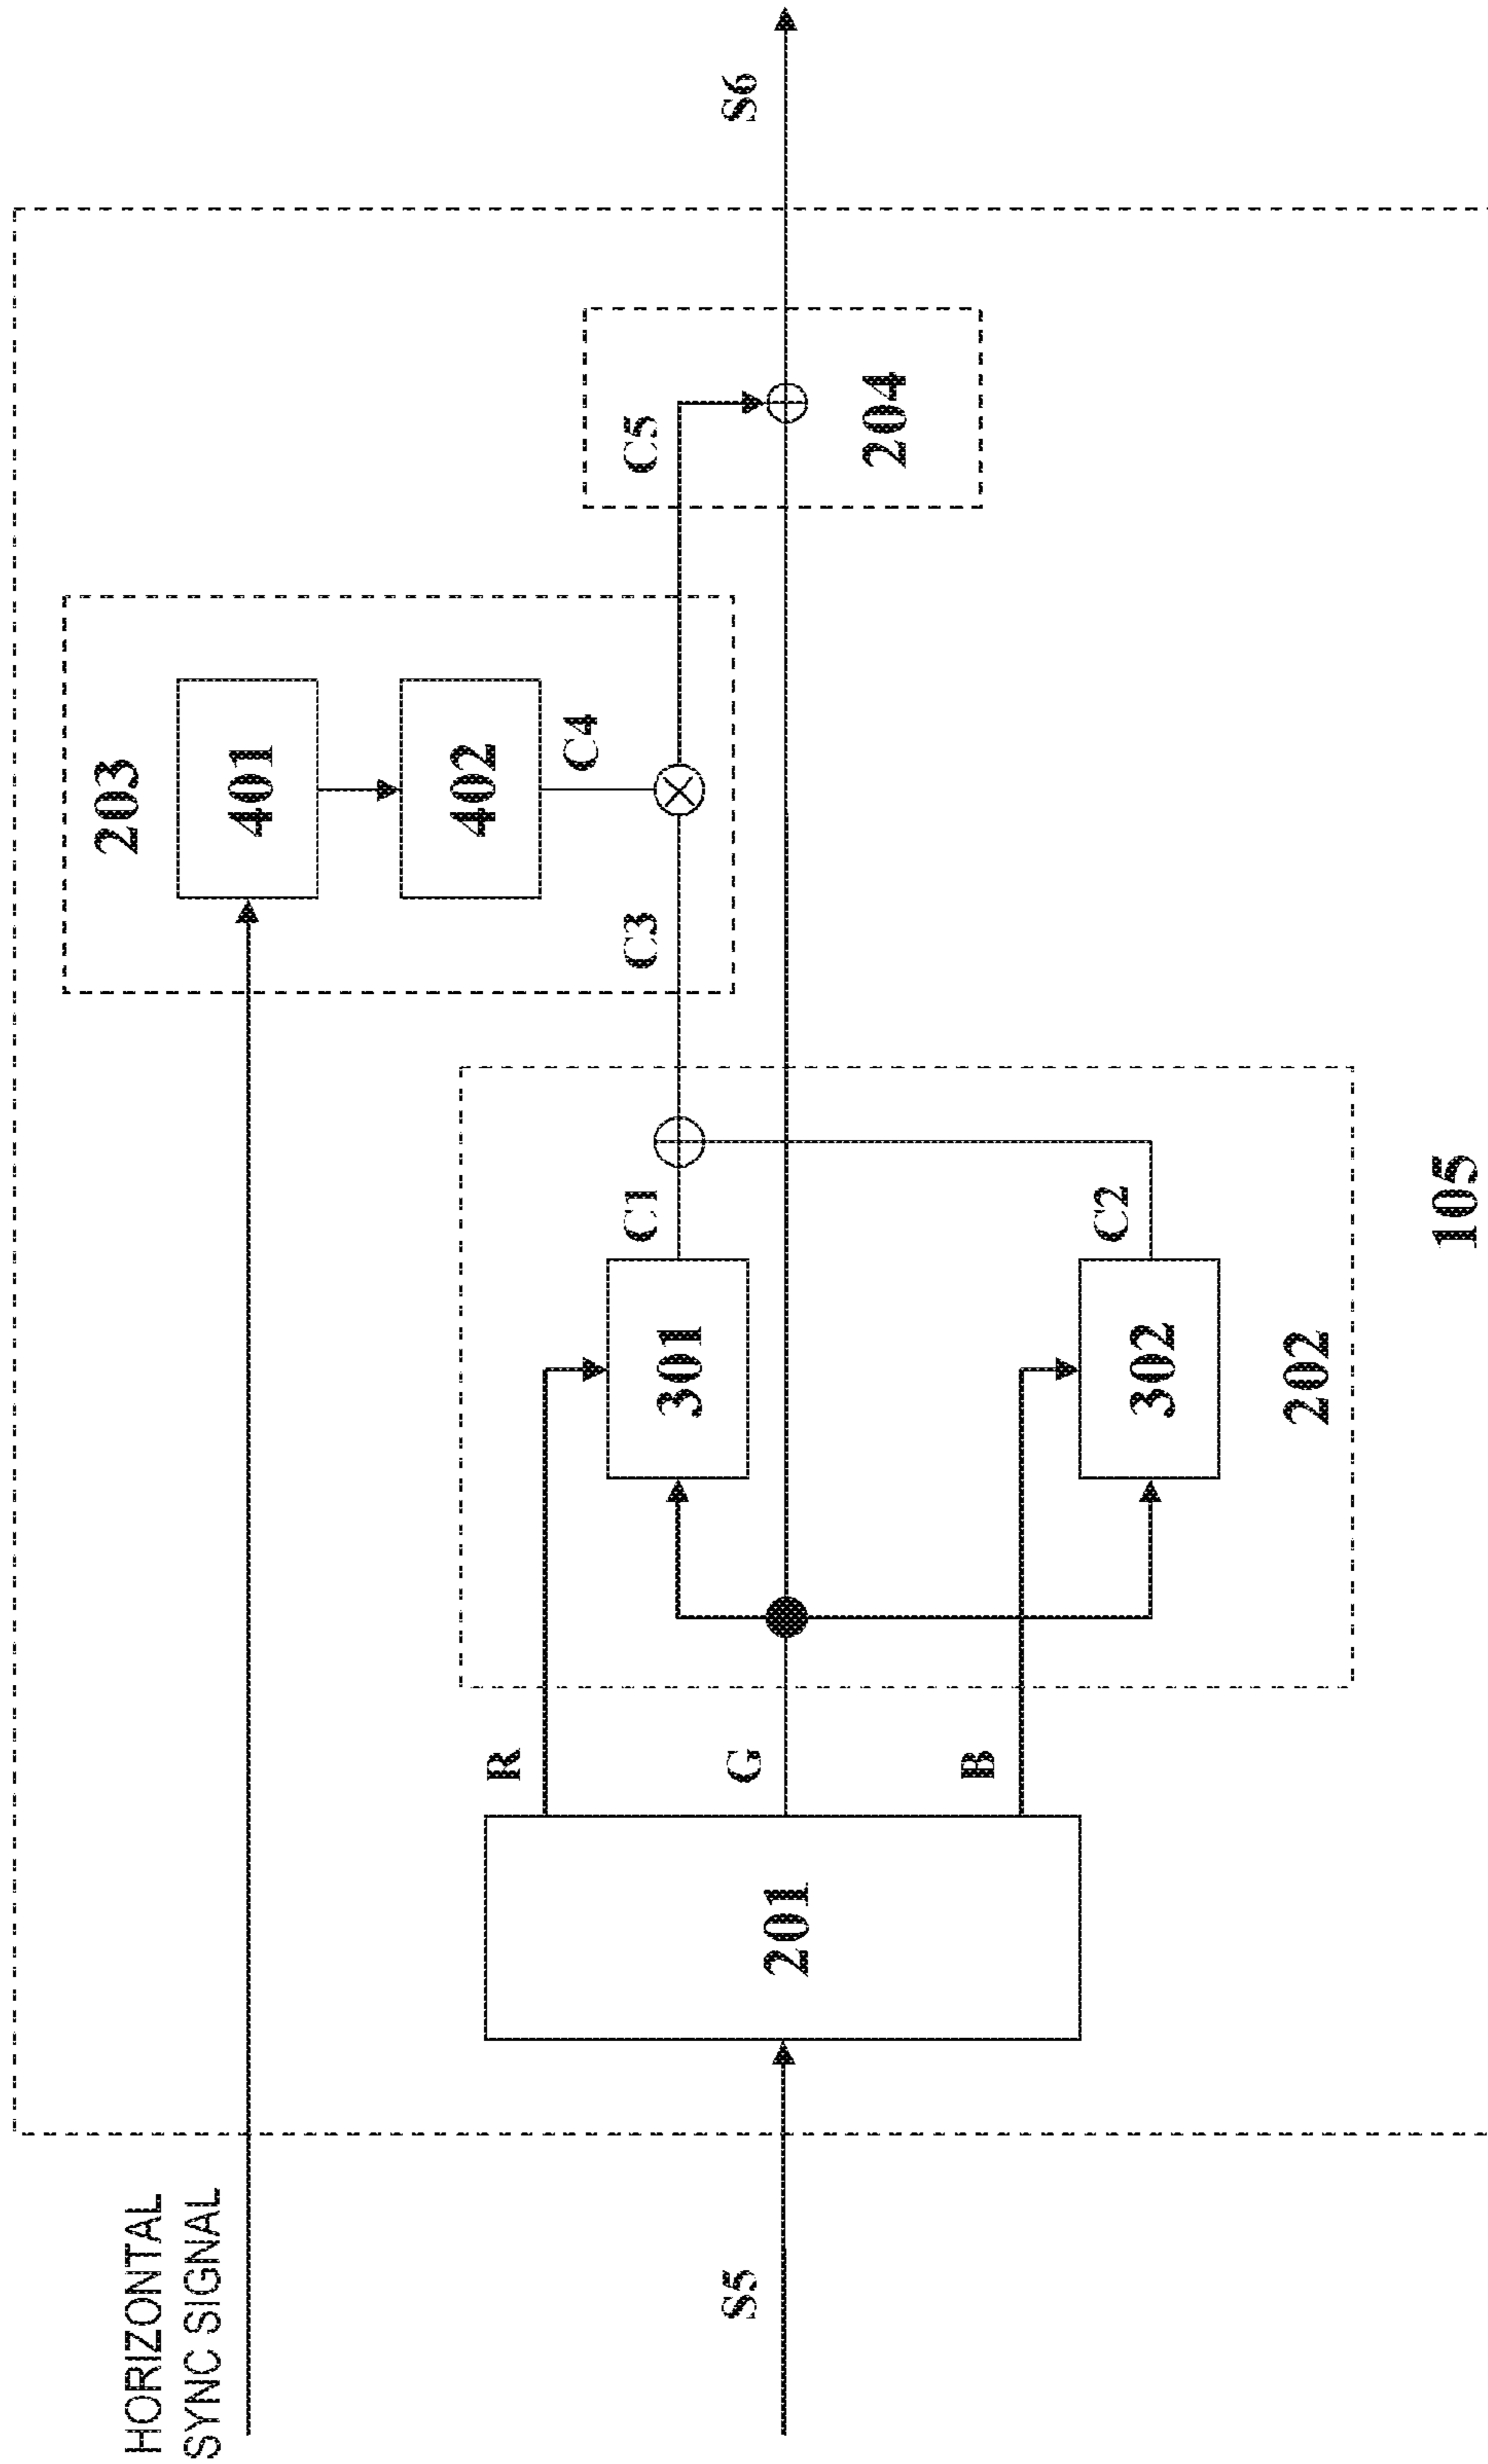 HORIZONTAL
SYNC SIGNAL
203
401
402
C4
C3
C5
S6
204
R
301
C1
S5
201
G
B
302
C2
202
105